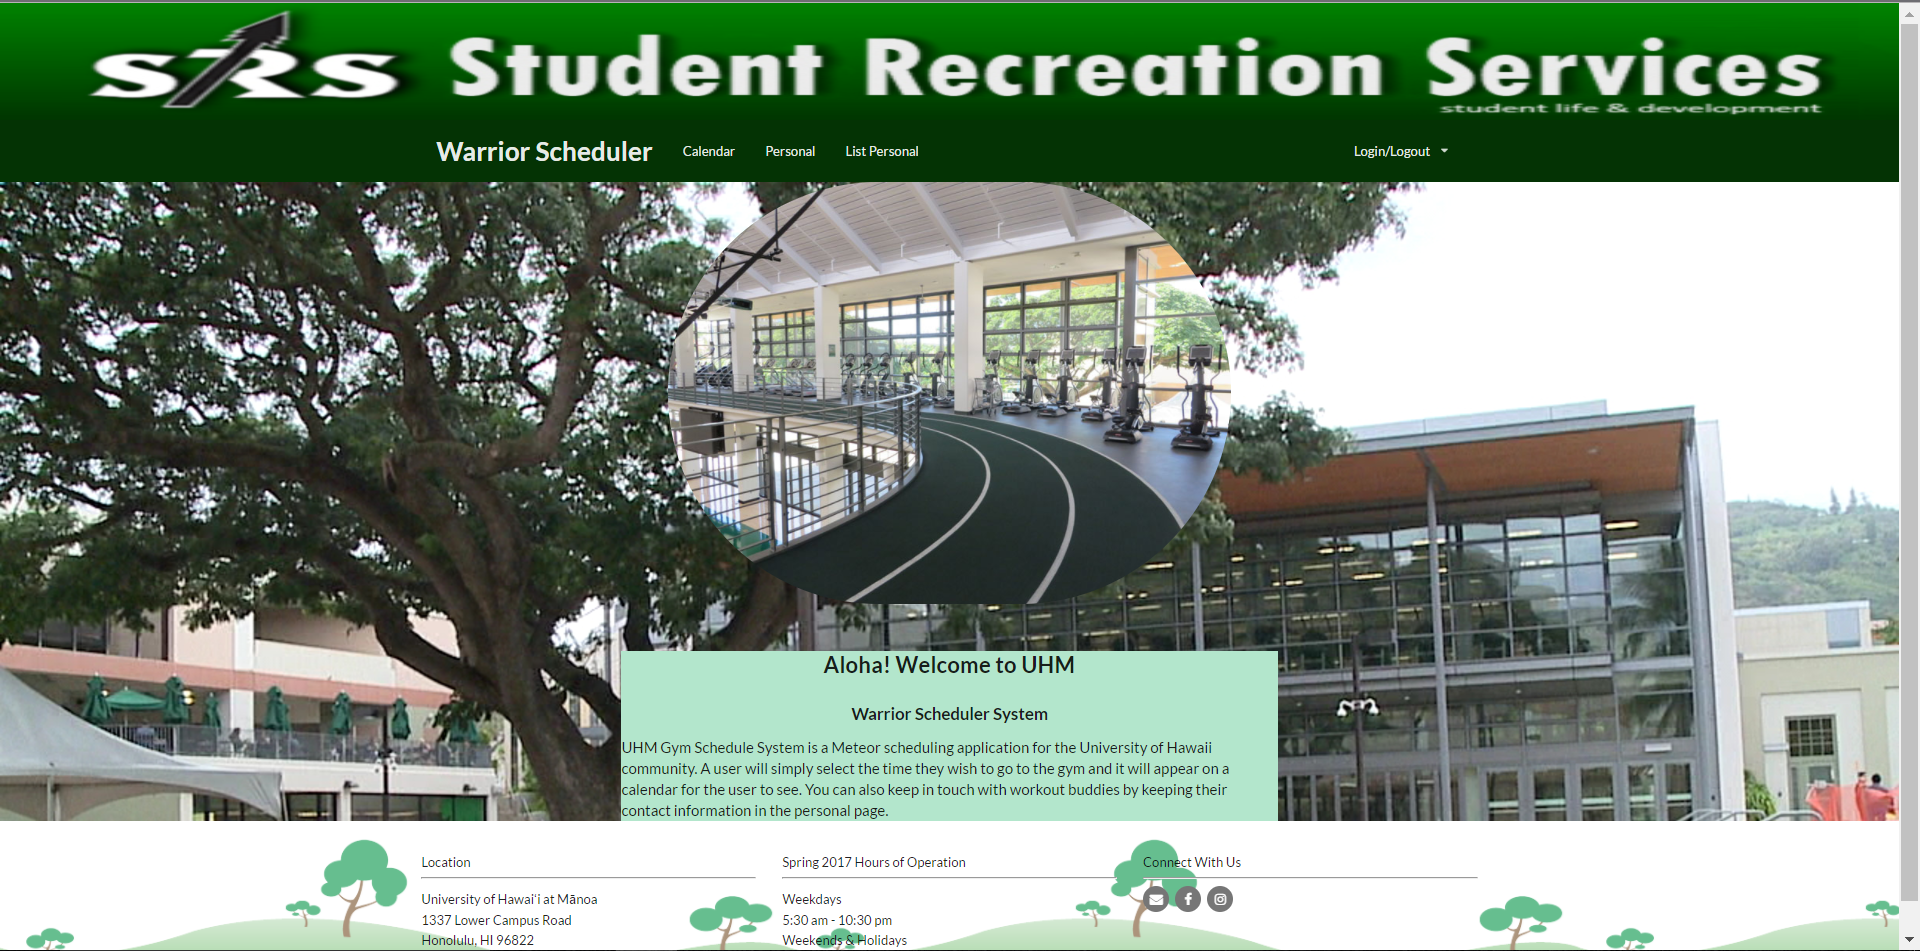 SRS Student Recreation Services
student life & development
Warrior Scheduler Calendar Personal List Personal Login/Logout
Aloha! Welcome to UHM
Warrior Scheduler System
UHM Gym Schedule System is a Meteor scheduling application for the University of Hawaii
community. A user will simply select the time they wish to go to the gym and it will appear on a
calendar for the user to see. You can also keep in touch with workout buddies by keeping their
contact information in the personal page.
Location
University of Hawaiʻi at Mānoa
1337 Lower Campus Road
Honolulu, HI 96822
Spring 2017 Hours of Operation
Weekdays
5:30 am - 10:30 pm
Weekends & Holidays
Connect With Us